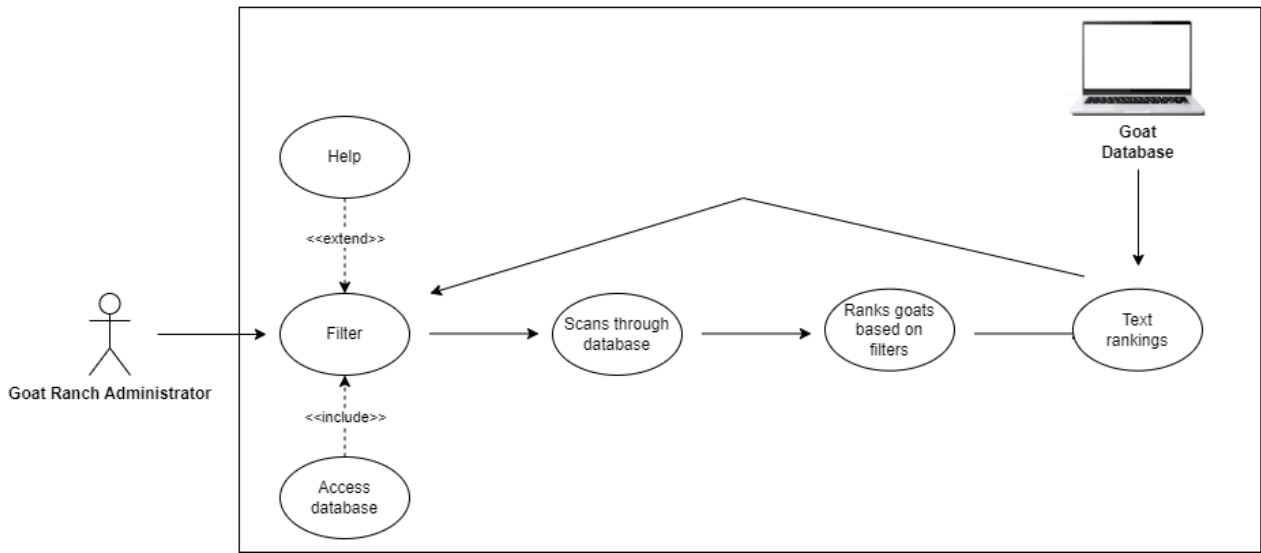 Goat
Database
Help
<<extend>>
Filter
Scans through
database
Ranks goats
based on
filters
Text
rankings
Goat Ranch Administrator
<<include>>
Access
database